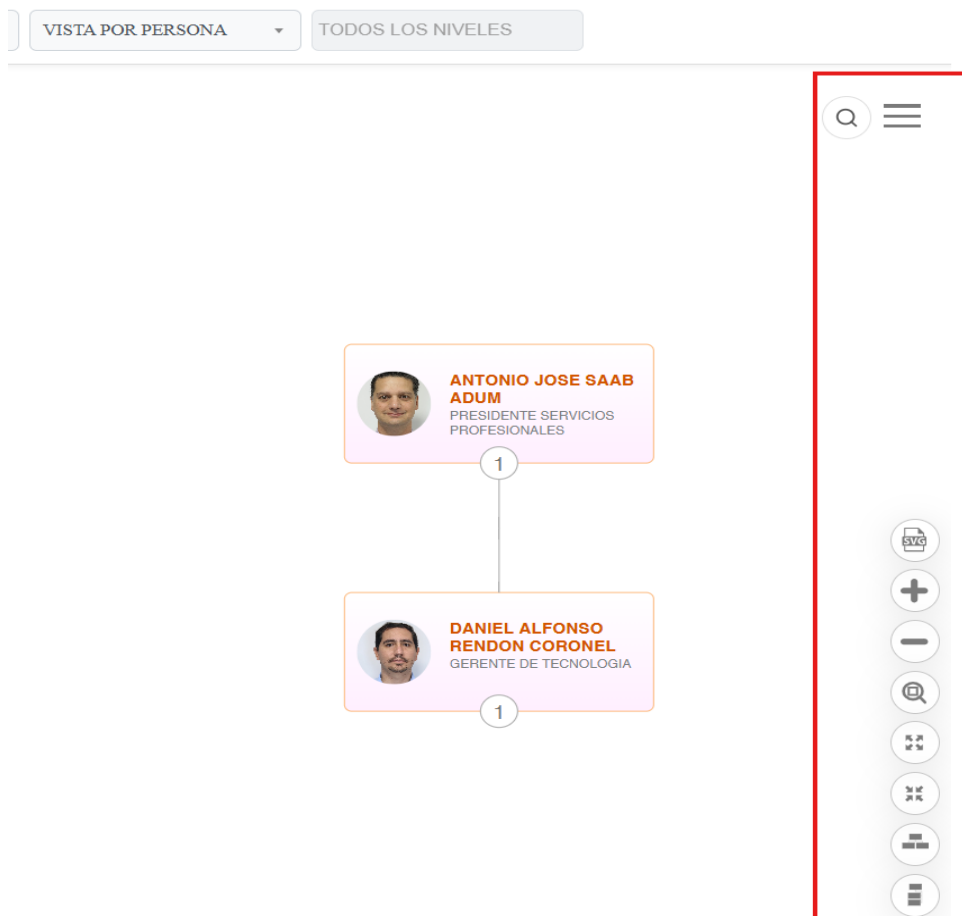 VISTA POR PERSONA
TODOS LOS NIVELES
ANTONIO JOSE SAAB
ADUM
PRESIDENTE SERVICIOS
PROFESIONALES
1
DANIEL ALFONSO
RENDON CORONEL
GERENTE DE TECNOLOGIA
1
SVG